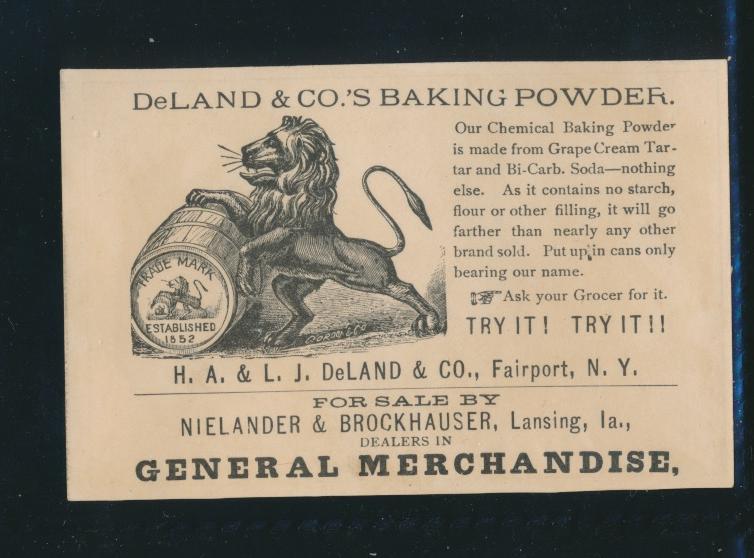 DeLAND & CO.'S BAKING POWDER.
Our Chemical Baking Powder
is made from Grape Cream Tar-
tar and Bi-Carb. Soda—nothing
else. As it contains no starch,
flour or other filling, it will go
farther than nearly any other
brand sold. Put up in cans only
bearing our name.
☞ Ask your Grocer for it.
TRY IT! TRY IT!!
TRADE MARK
ESTABLISHED
1852
H. A. & L. J. DeLAND & CO., Fairport, N. Y.
FOR SALE BY
NIELANDER & BROCKHAUSER, Lansing, Ia.,
DEALERS IN
GENERAL MERCHANDISE,